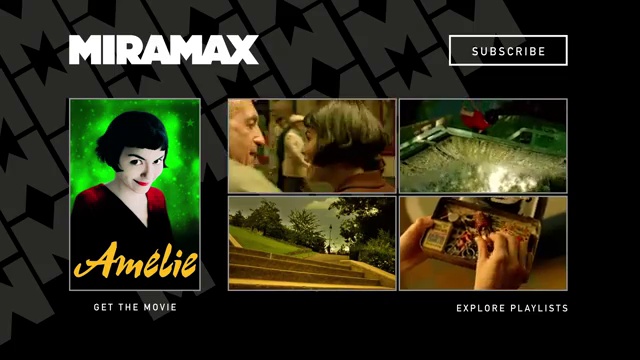 MIRAMAX
SUBSCRIBE
Amélie
GET THE MOVIE
EXPLORE PLAYLISTS